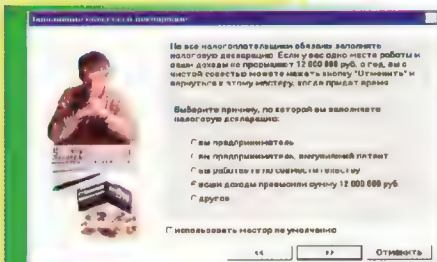 Заполнение налоговой декларации
Не все налогоплательщики обязаны заполнять
налоговую декларацию. Если у вас одно место работы и
ваши доходы не превышают 12 000 000 руб. в год, вы с
чистой совестью можете нажать кнопку "Отменить" и
вернуться к этому мастеру, когда придет время
Выберите причину, по которой вы заполняете
налоговую декларацию:
вы предприниматель
вы предприниматель, купивший патент
вы работаете по совместительству
ваши доходы превысили сумму 12 000 000 руб.
другое
использовать мастер по умолчанию
<< >> Отменить